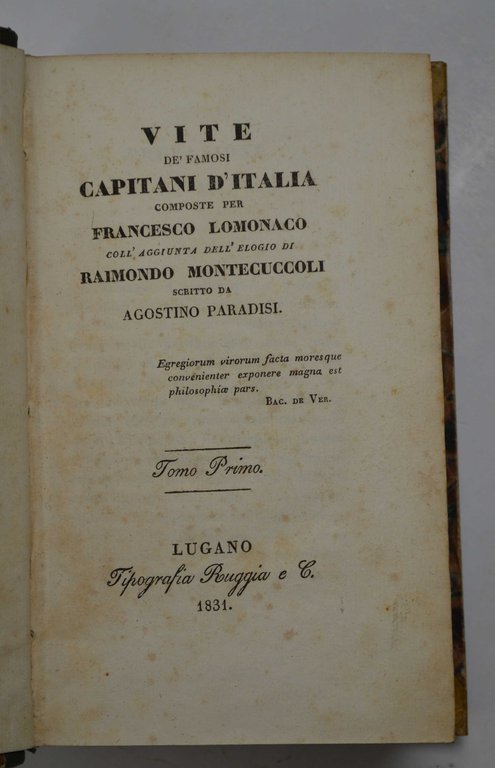 VITE
DE' FAMOSI
CAPITANI D'ITALIA
COMPOSTE PER
FRANCESCO LOMONACO
COLL' AGGIUNTA DELL' ELOGIO DI
RAIMONDO MONTECUCCOLI
SCRITTO DA
AGOSTINO PARADISI.
Egregiorum virorum facta moresque
convenienter exponere magna est
philosophiæ pars.
BAC. DE VER.
Tomo Primo.
LUGANO
Tipografia Ruggia e C.
1831.